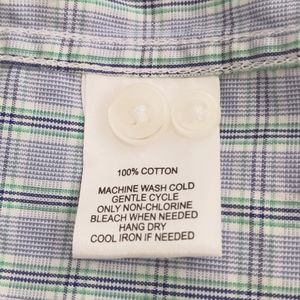 100% COTTON
MACHINE WASH COLD
GENTLE CYCLE
ONLY NON-CHLORINE
BLEACH WHEN NEEDED
HANG DRY
COOL IRON IF NEEDED